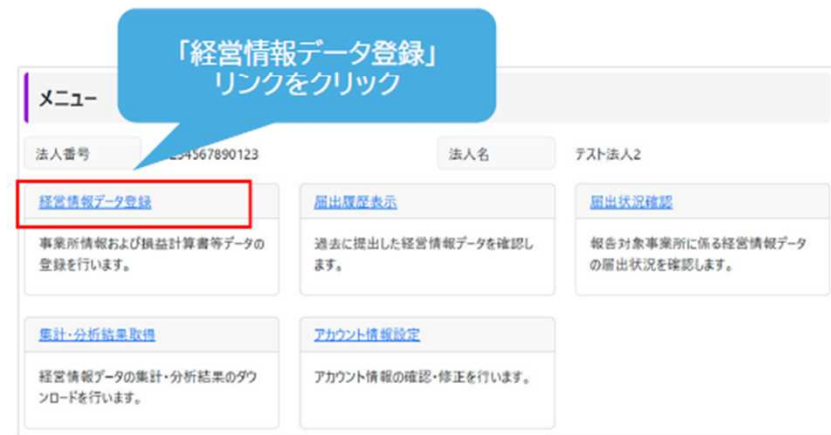 「経営情報データ登録」
リンクをクリック
メニュー
法人番号
234567890123
法人名
テスト法人2
経営情報データ登録
届出履歴表示
届出状況確認
事業所情報および損益計算書等データの
登録を行います。
過去に提出した経営情報データを確認し
ます。
報告対象事業所に係る経営情報データ
の届出状況を確認します。
集計・分析結果取得
アカウント情報設定
経営情報データの集計・分析結果のダウ
ンロードを行います。
アカウント情報の確認・修正を行います。